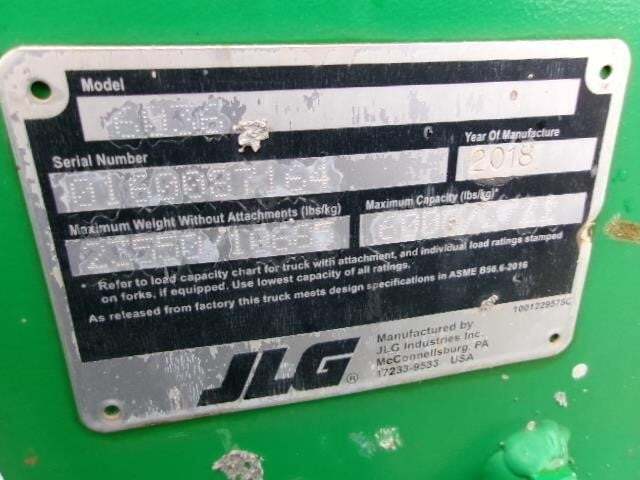 Model
Serial Number
Year Of Manufacture
2018
0160087164
Maximum Weight Without Attachments (lbs/kg)
Maximum Capacity (lbs/kg)*
* Refer to load capacity chart for truck with attachment, and individual load ratings stamped
on forks, if equipped. Use lowest capacity of all ratings.
As released from factory this truck meets design specifications in ASME B56.6-2016
1001229575C
JLG ®
Manufactured by
JLG Industries Inc.
McConnellsburg, PA
17233-9533 USA